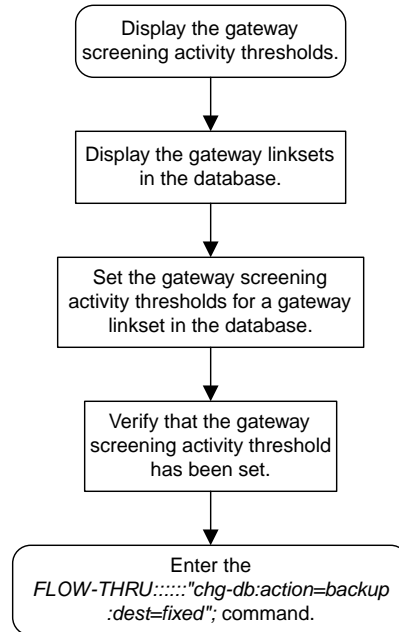 Display the gateway
screening activity thresholds.
Display the gateway linksets
in the database.
Set the gateway screening
activity thresholds for a gateway
linkset in the database.
Verify that the gateway
screening activity threshold
has been set.
Enter the
FLOW-THRU::::::"chg-db:action=backup
:dest=fixed"; command.